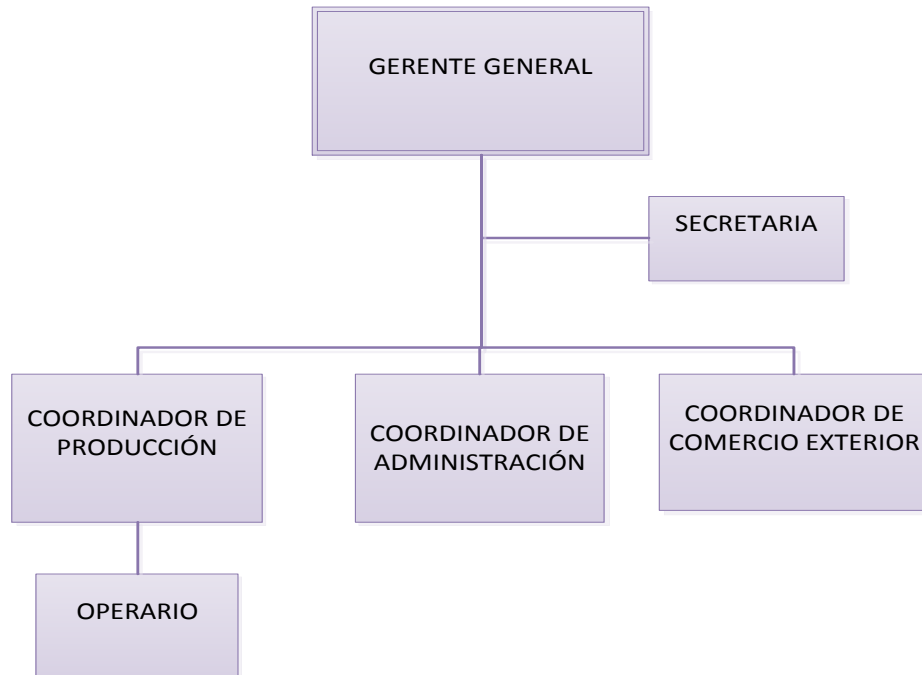 GERENTE GENERAL
SECRETARIA
COORDINADOR DE
PRODUCCIÓN
COORDINADOR DE
ADMINISTRACIÓN
COORDINADOR DE
COMERCIO EXTERIOR
OPERARIO